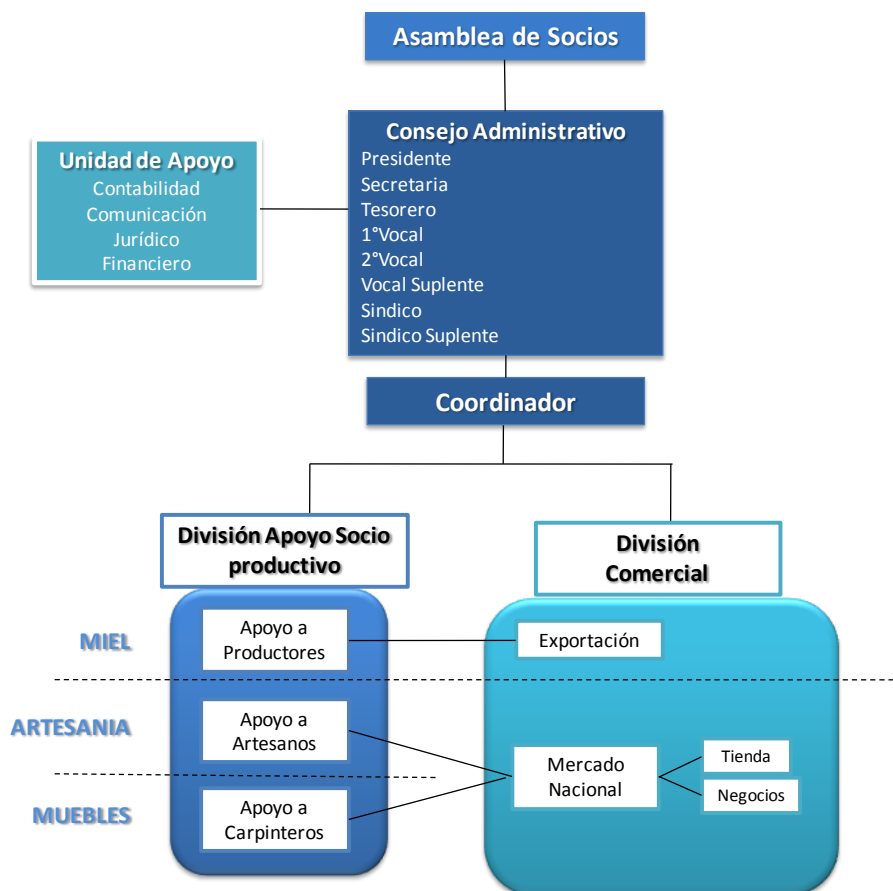 Asamblea de Socios
Consejo Administrativo
Presidente
Secretaria
Tesorero
1°Vocal
2°Vocal
Vocal Suplente
Sindico
Sindico Suplente
Unidad de Apoyo
Contabilidad
Comunicación
Jurídico
Financiero
Coordinador
División Apoyo Socio
productivo
División
Comercial
MIEL
Apoyo a
Productores
Exportación
ARTESANIA
Apoyo a
Artesanos
Mercado
Nacional
Tienda
Negocios
MUEBLES
Apoyo a
Carpinteros